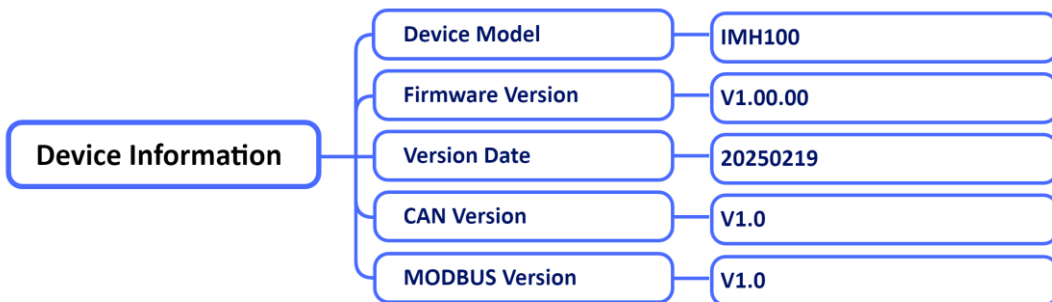 Device Information
Device Model
IMH100
Firmware Version
V1.00.00
Version Date
20250219
CAN Version
V1.0
MODBUS Version
V1.0